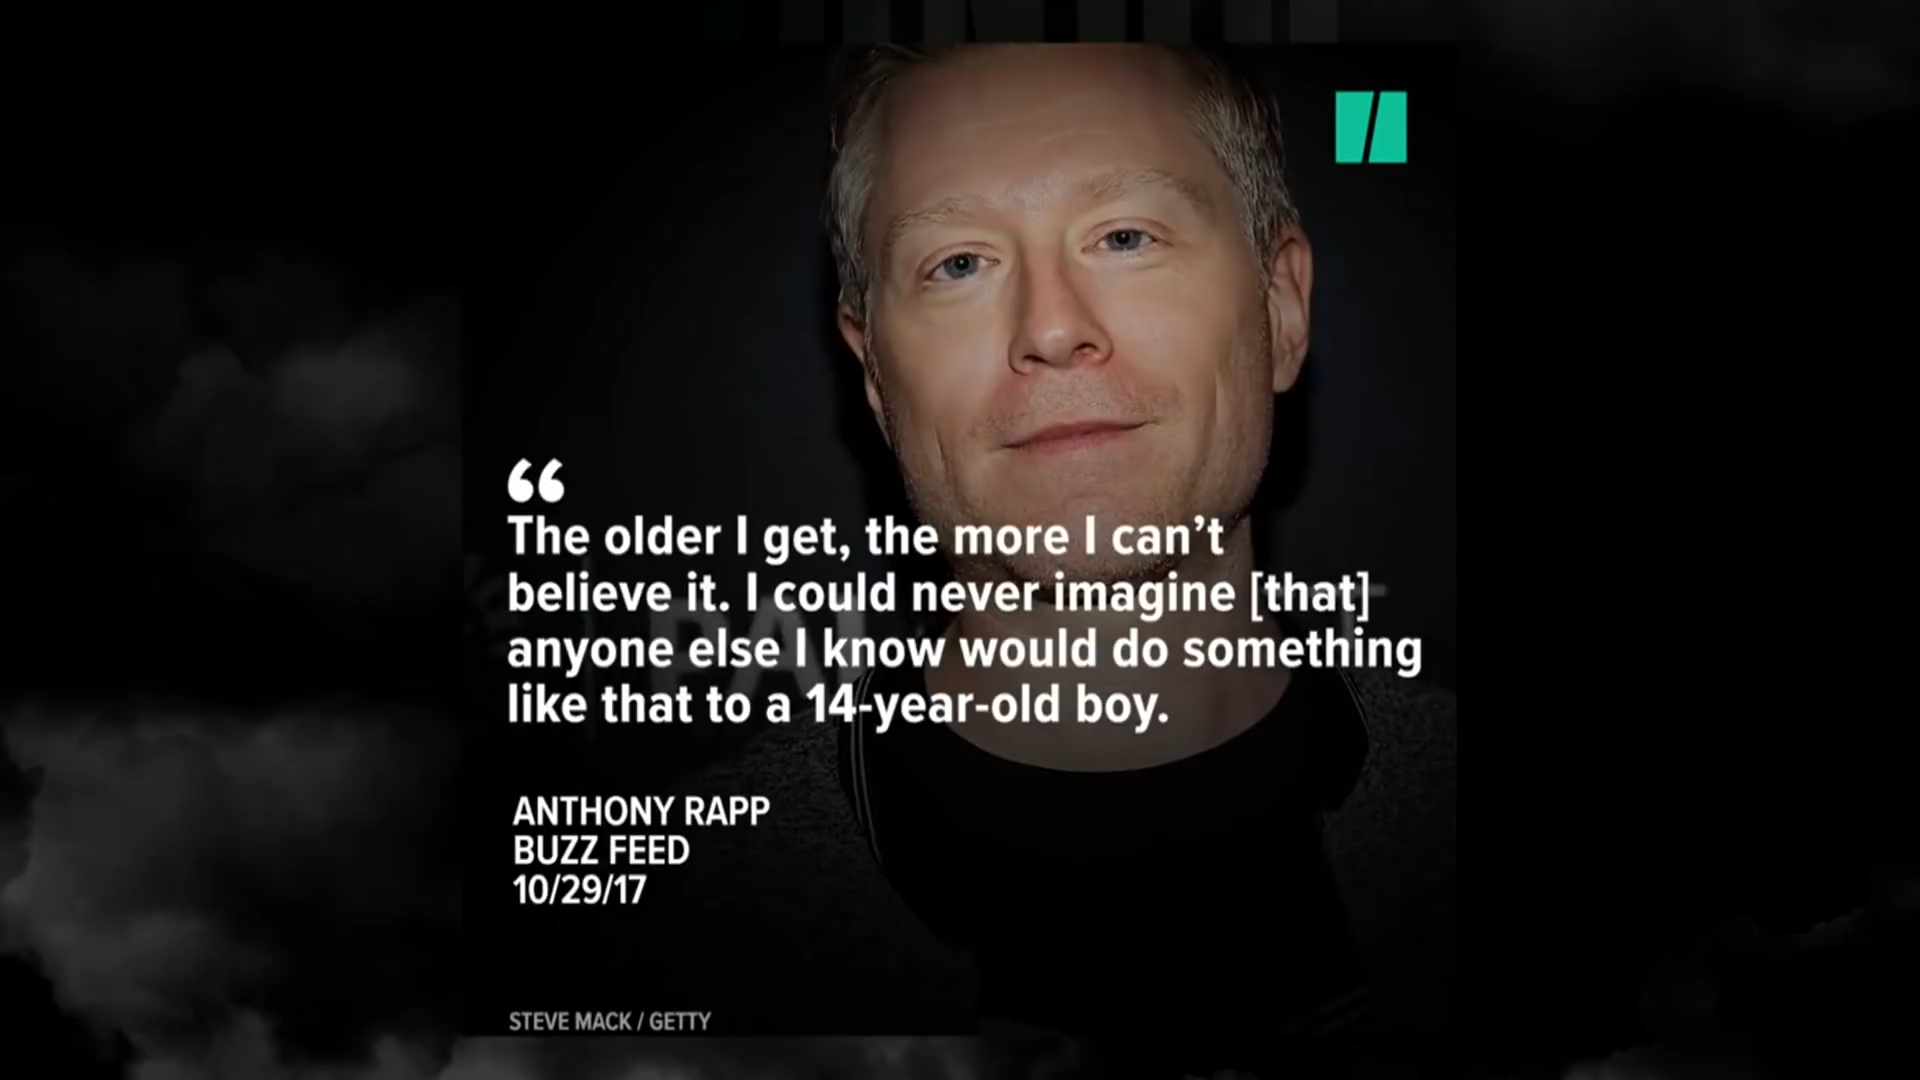 “
The older I get, the more I can’t
believe it. I could never imagine [that]
anyone else I know would do something
like that to a 14-year-old boy.
ANTHONY RAPP
BUZZ FEED
10/29/17
STEVE MACK / GETTY